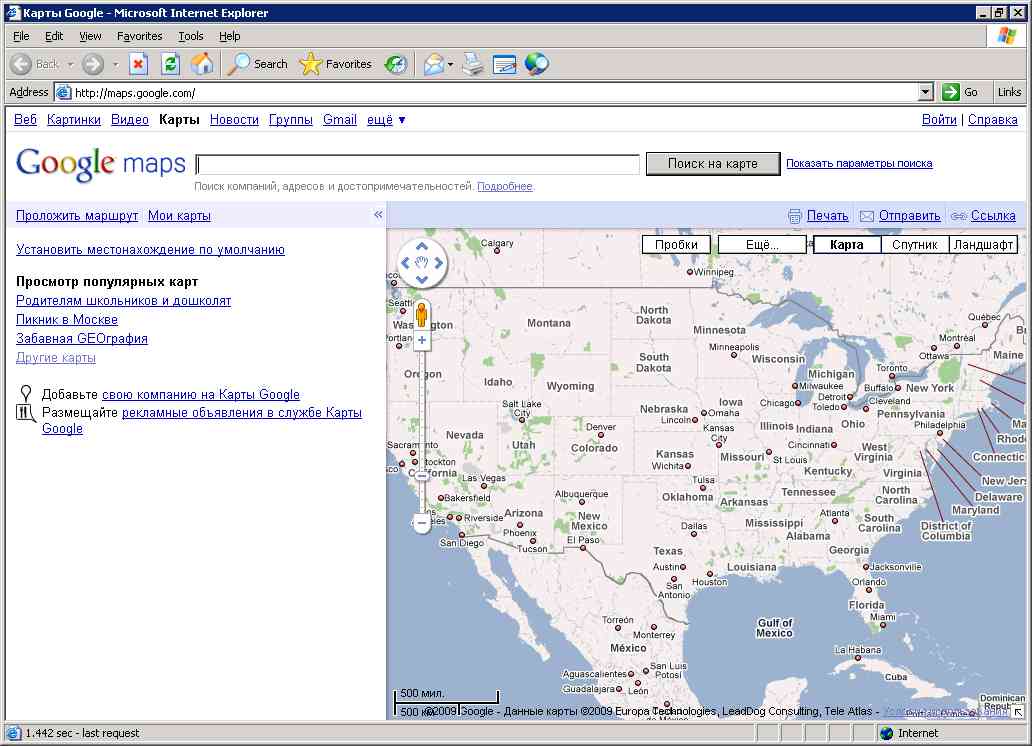 Карты Google - Microsoft Internet Explorer
File Edit View Favorites Tools Help
Back Search Favorites
Address http://maps.google.com/ Go Links
Веб Картинки Видео Карты Новости Группы Gmail ещё ▼ Войти | Справка
Google maps Поиск на карте Показать параметры поиска
Поиск компаний, адресов и достопримечательностей. Подробнее.
Проложить маршрут Мои карты « Печать Отправить Ссылка
Установить местонахождение по умолчанию
Просмотр популярных карт
Родителям школьников и дошколят
Пикник в Москве
Забавная GEOграфия
Другие карты
Добавьте свою компанию на Карты Google
Размещайте рекламные объявления в службе Карты
Google
Пробки Ещё... Карта Спутник Ландшафт
Calgary
Winnipeg
Seattle
Washington
Montana
North
Dakota
Minnesota
Québec
Montréal
Ottawa
Maine
Oregon
Idaho
Wyoming
South
Dakota
Minneapolis
Wisconsin
Michigan
Toronto
Milwaukee
Detroit
Buffalo
New York
Salt Lake
City
Nebraska
Lincoln
Iowa
Omaha
Chicago
Toledo
Cleveland
Pennsylvania
Nevada
Utah
Denver
Colorado
Kansas
City
Illinois
Indiana
Ohio
Philadelphia
Sacramento
Stockton
California
Kansas
Wichita
Missouri
St Louis
Cincinnati
West
Virginia
Kentucky
Virginia
Las Vegas
Bakersfield
Tulsa
Oklahoma
Arkansas
Tennessee
North
Carolina
New Jers
Delaware
Maryland
District of
Columbia
Connectic
Riverside
San Diego
Arizona
Phoenix
Tucson
Albuquerque
New
Mexico
El Paso
Dallas
Mississippi
Alabama
Atlanta
South
Carolina
Georgia
Texas
Austin
San
Antonio
Houston
Louisiana
Jacksonville
Orlando
Florida
Miami
Gulf of
Mexico
Torreón
Monterrey
México
La Habana
Cuba
Aguascalientes
San Luis
Potosí
Guadalajara
León
Dominican
Republ
500 мил.
500 км
©2009 Google - Данные карты ©2009 Europa Technologies, LeadDog Consulting, Tele Atlas -
1.442 sec - last request Internet